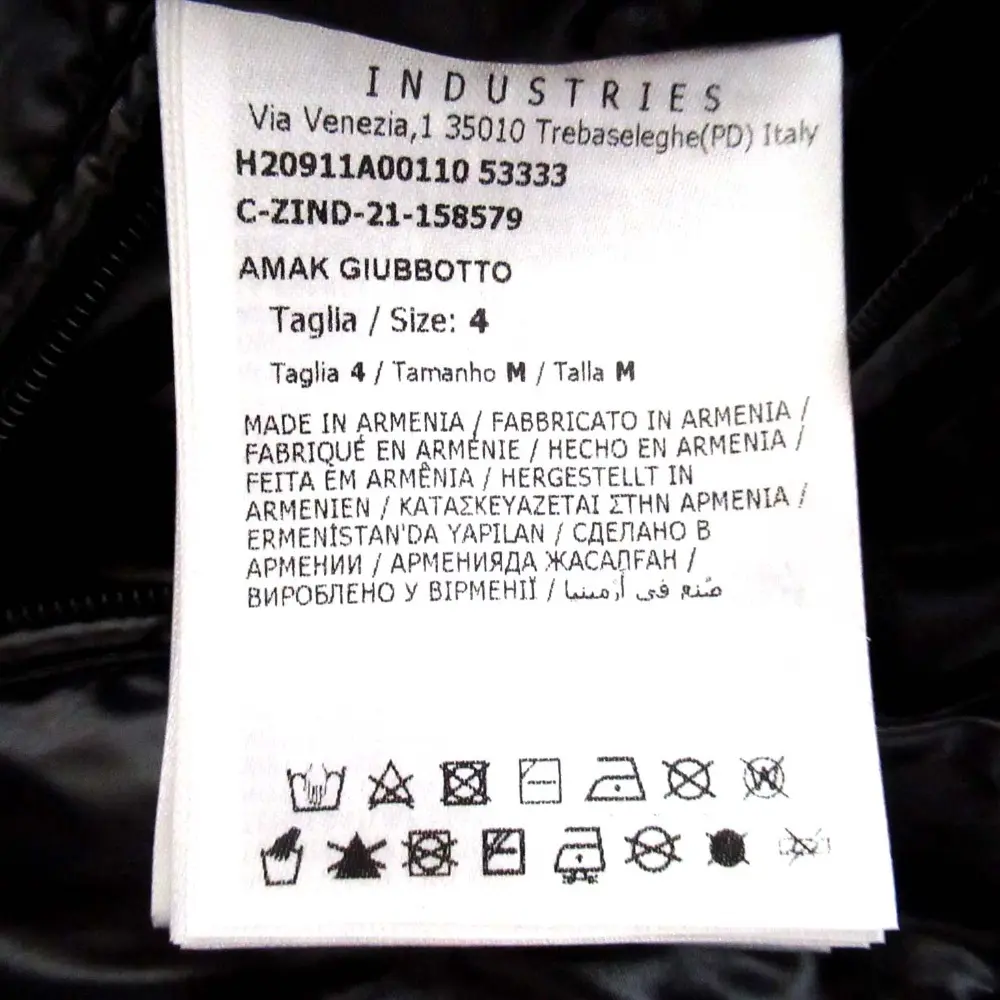 INDUSTRIES
Via Venezia,1 35010 Trebaseleghe(PD) Italy
H20911A00110 53333
C-ZIND-21-158579
AMAK GIUBBOTTO
Taglia / Size: 4
Taglia 4 / Tamanho M / Talla M
MADE IN ARMENIA / FABBRICATO IN ARMENIA /
FABRIQUÉ EN ARMÉNIE / HECHO EN ARMENIA /
FEITA EM ARMÊNIA / HERGESTELLT IN
ARMENIEN / ΚΑΤΑΣΚΕΥΑΖΕΤΑΙ ΣΤΗΝ ΑΡΜΕΝΙΑ /
ERMENİSTAN'DA YAPILAN / СДЕЛАНО В
АРМЕНИИ / АРМЕНИЯДА ЖАСАЛҒАН /
ВИРОБЛЕНО У ВІРМЕНІЇ / صُنع في أرمينيا